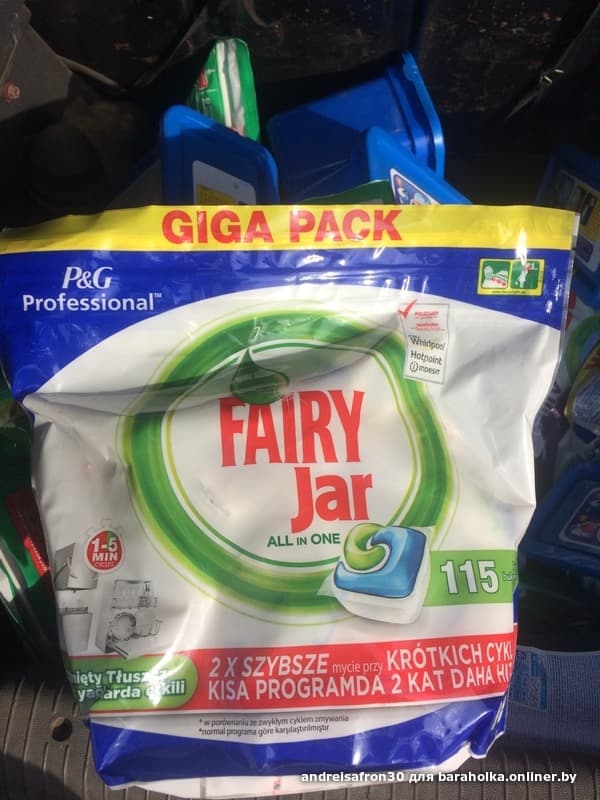 GIGA PACK
P&G
Professional™
Whirlpool
Hotpoint
INDESIT
FAIRY
Jar
ALL IN ONE
1-5
MIN
CYCLES
115
2 X SZYBSZE mycie przy KRÓTKICH CYKL
KISA PROGRAMDA 2 KAT DAHA
* w porównaniu ze zwykłym cyklem zmywania
*normal programa göre karşılaştırılmıştır
andreisafron30 для baraholka.onliner.by